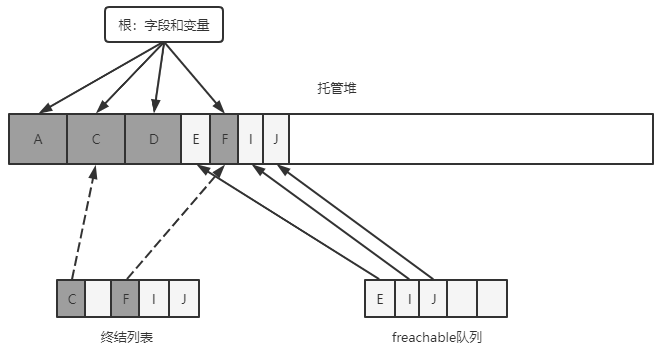 根：字段和变量
托管堆
A C D E F I J
C F I J
E I J
终结列表
freachable队列